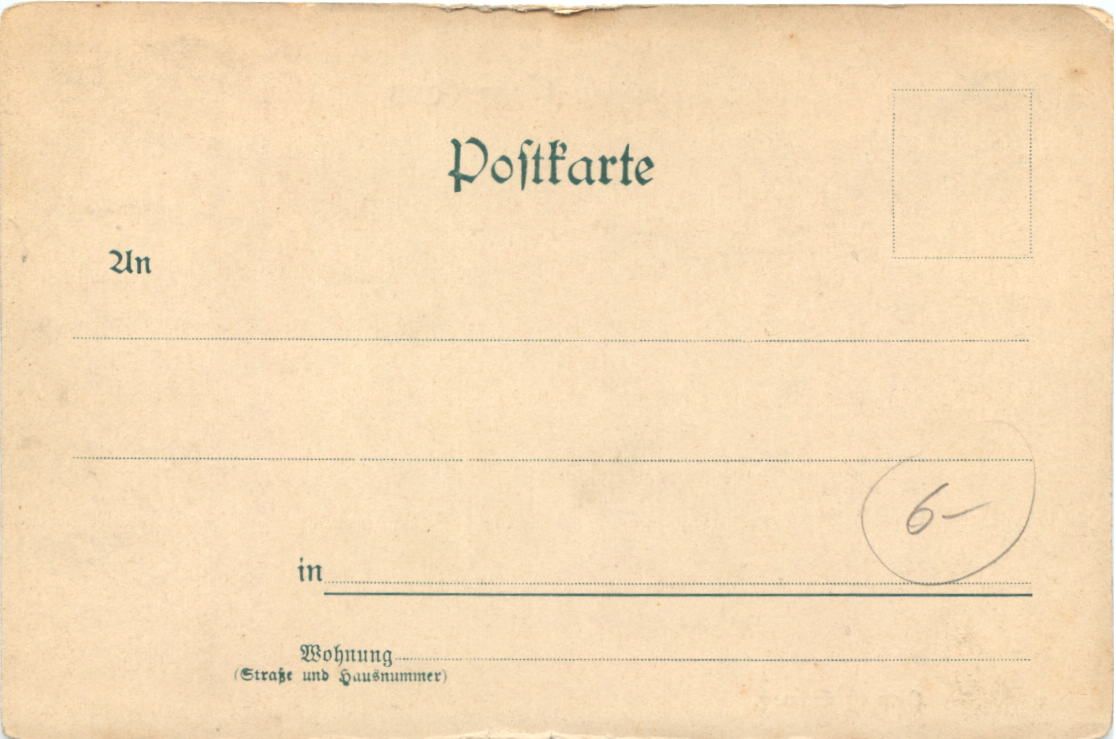 Postkarte
An
in
Wohnung
(Straße und Hausnummer)
6-